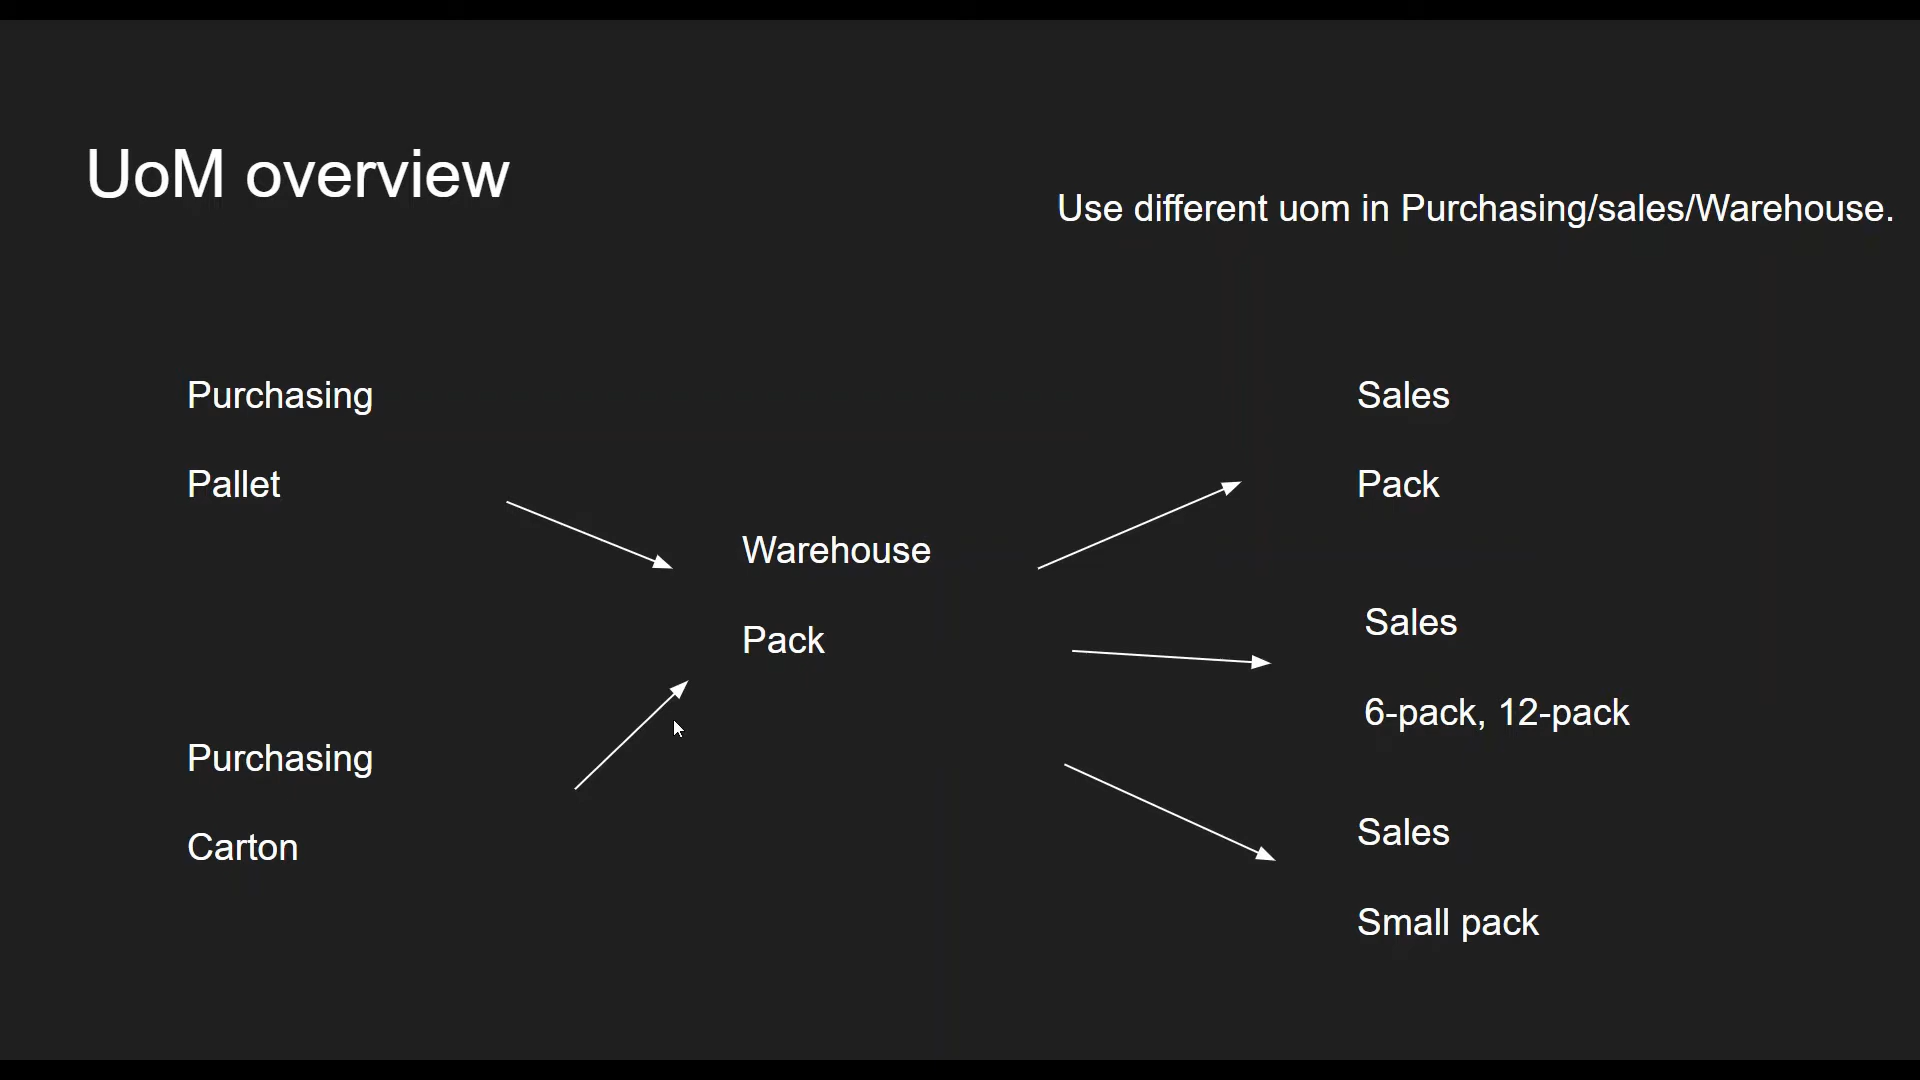 UoM overview
Use different uom in Purchasing/sales/Warehouse.
Purchasing
Pallet
Purchasing
Carton
Warehouse
Pack
Sales
Pack
Sales
6-pack, 12-pack
Sales
Small pack